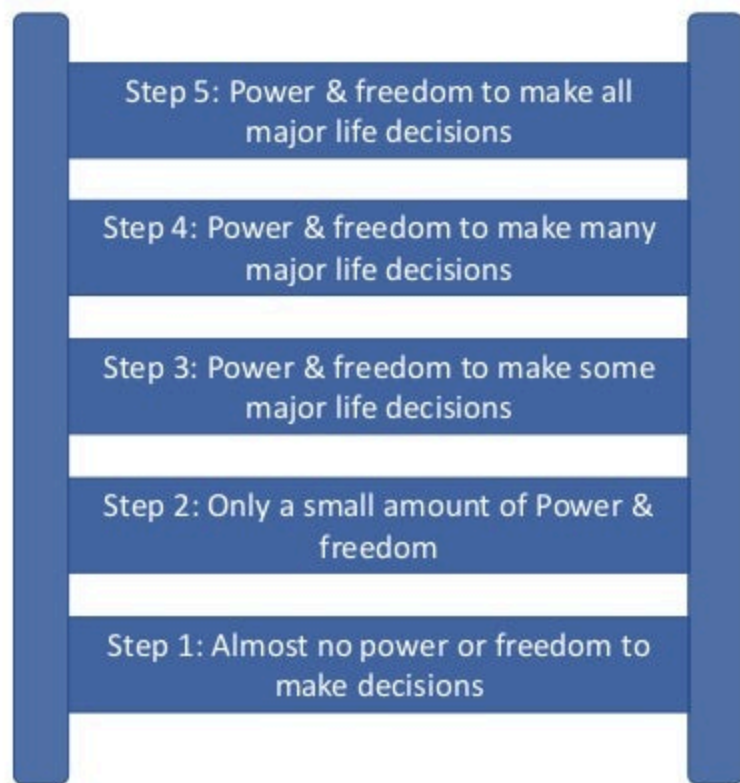 Step 5: Power & freedom to make all
major life decisions
Step 4: Power & freedom to make many
major life decisions
Step 3: Power & freedom to make some
major life decisions
Step 2: Only a small amount of Power &
freedom
Step 1: Almost no power or freedom to
make decisions